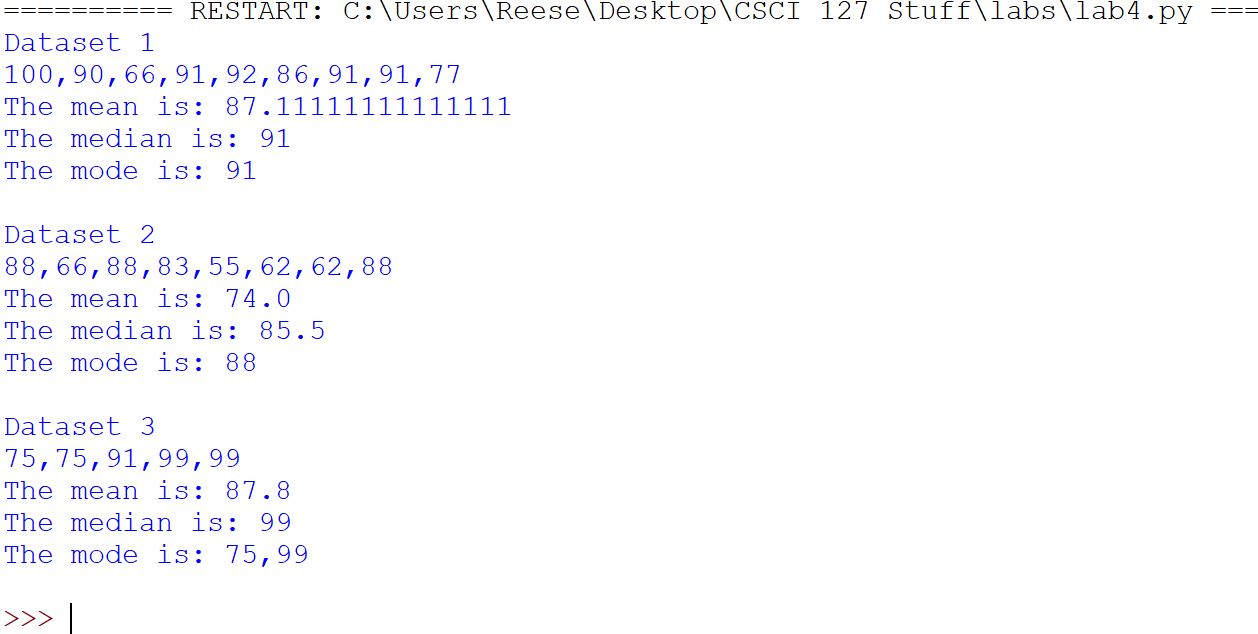 ========== RESTART: C:\Users\Reese\Desktop\CSCI 127 Stuff\labs\lab4.py ===
Dataset 1
100,90,66,91,92,86,91,91,77
The mean is: 87.11111111111111
The median is: 91
The mode is: 91
Dataset 2
88,66,88,83,55,62,62,88
The mean is: 74.0
The median is: 85.5
The mode is: 88
Dataset 3
75,75,91,99,99
The mean is: 87.8
The median is: 99
The mode is: 75,99
>>>